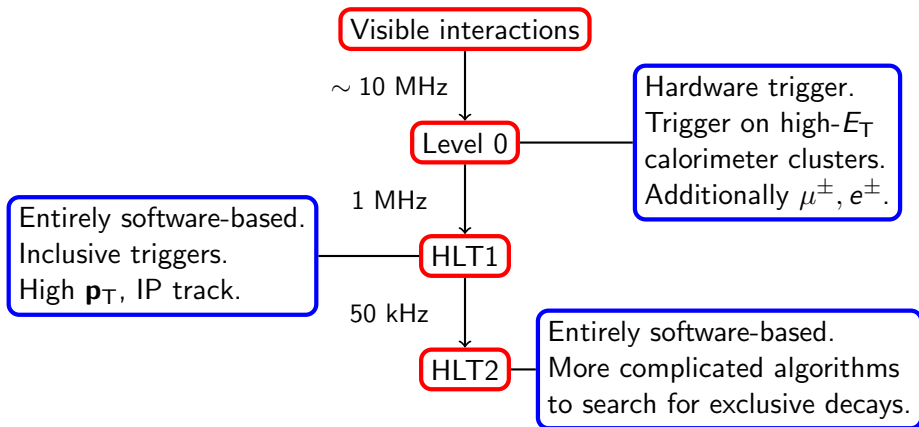 Visible interactions
∼ 10 MHz
Hardware trigger.
Trigger on high-E_T
calorimeter clusters.
Additionally μ±, e±.
Level 0
1 MHz
Entirely software-based.
Inclusive triggers.
High p_T, IP track.
HLT1
50 kHz
Entirely software-based.
More complicated algorithms
to search for exclusive decays.
HLT2